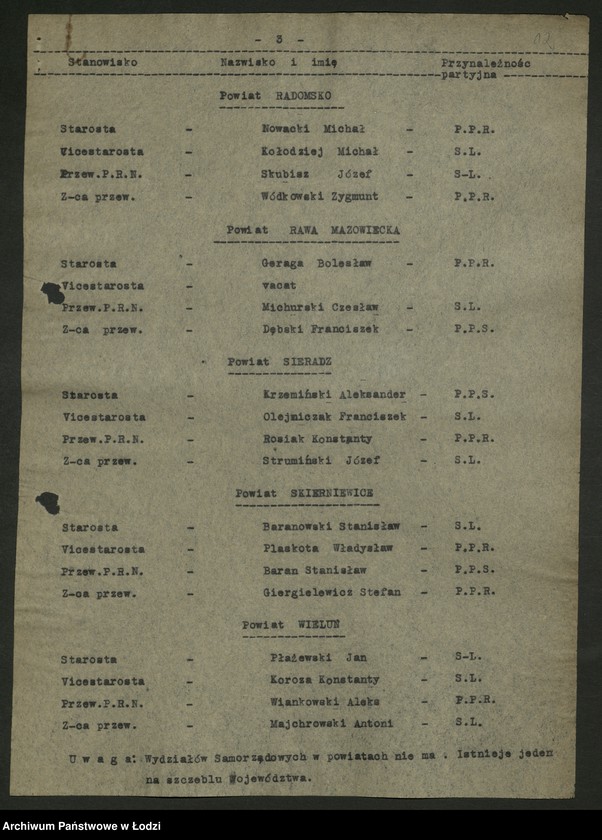 - 3 -
Stanowisko Nazwisko i imię Przynależnośc
partyjna
Powiat RADOMSKO
Starosta - Nowacki Michał - P.P.R.
Vicestarosta - Kołodziej Michał - S.L.
Przew.P.R.N. - Skubisz Józef - S-L.
Z-ca przew. - Wódkowski Zygmunt - P.P.R.
Powiat RAWA MAZOWIECKA
Starosta - Geraga Bolesław - P.P.R.
Vicestarosta - vacat
Przew.P.R.N. - Michurski Czesław - S.L.
Z-ca przew. - Dębski Franciszek - P.P.S.
Powiat SIERADZ
Starosta - Krzemiński Aleksander - P.P.S.
Vicestarosta - Olejniczak Franciszek - S.L.
Przew.P.R.N. - Rosiak Konstanty - P.P.R.
Z-ca przew. - Strumiński Józef - S.L.
Powiat SKIERNIEWICE
Starosta - Baranowski Stanisław - S.L.
Vicestarosta - Plaskota Władysław - P.P.R.
Przew.P.R.N. - Baran Stanisław - P.P.S.
Z-ca przew. - Giergielewicz Stefan - P.P.R.
Powiat WIELUŃ
Starosta - Płażewski Jan - S-L.
Vicestarosta - Koroza Konstanty - S.L.
Przew.P.R.N. - Wiankowski Aleks - P.P.R.
Z-ca przew. - Majchrowski Antoni - S.L.
U w a g a: Wydziałów Samorządowych w powiatach nie ma . Istnieje jeden
na szczeblu Województwa.
Archiwum Państwowe w Łodzi